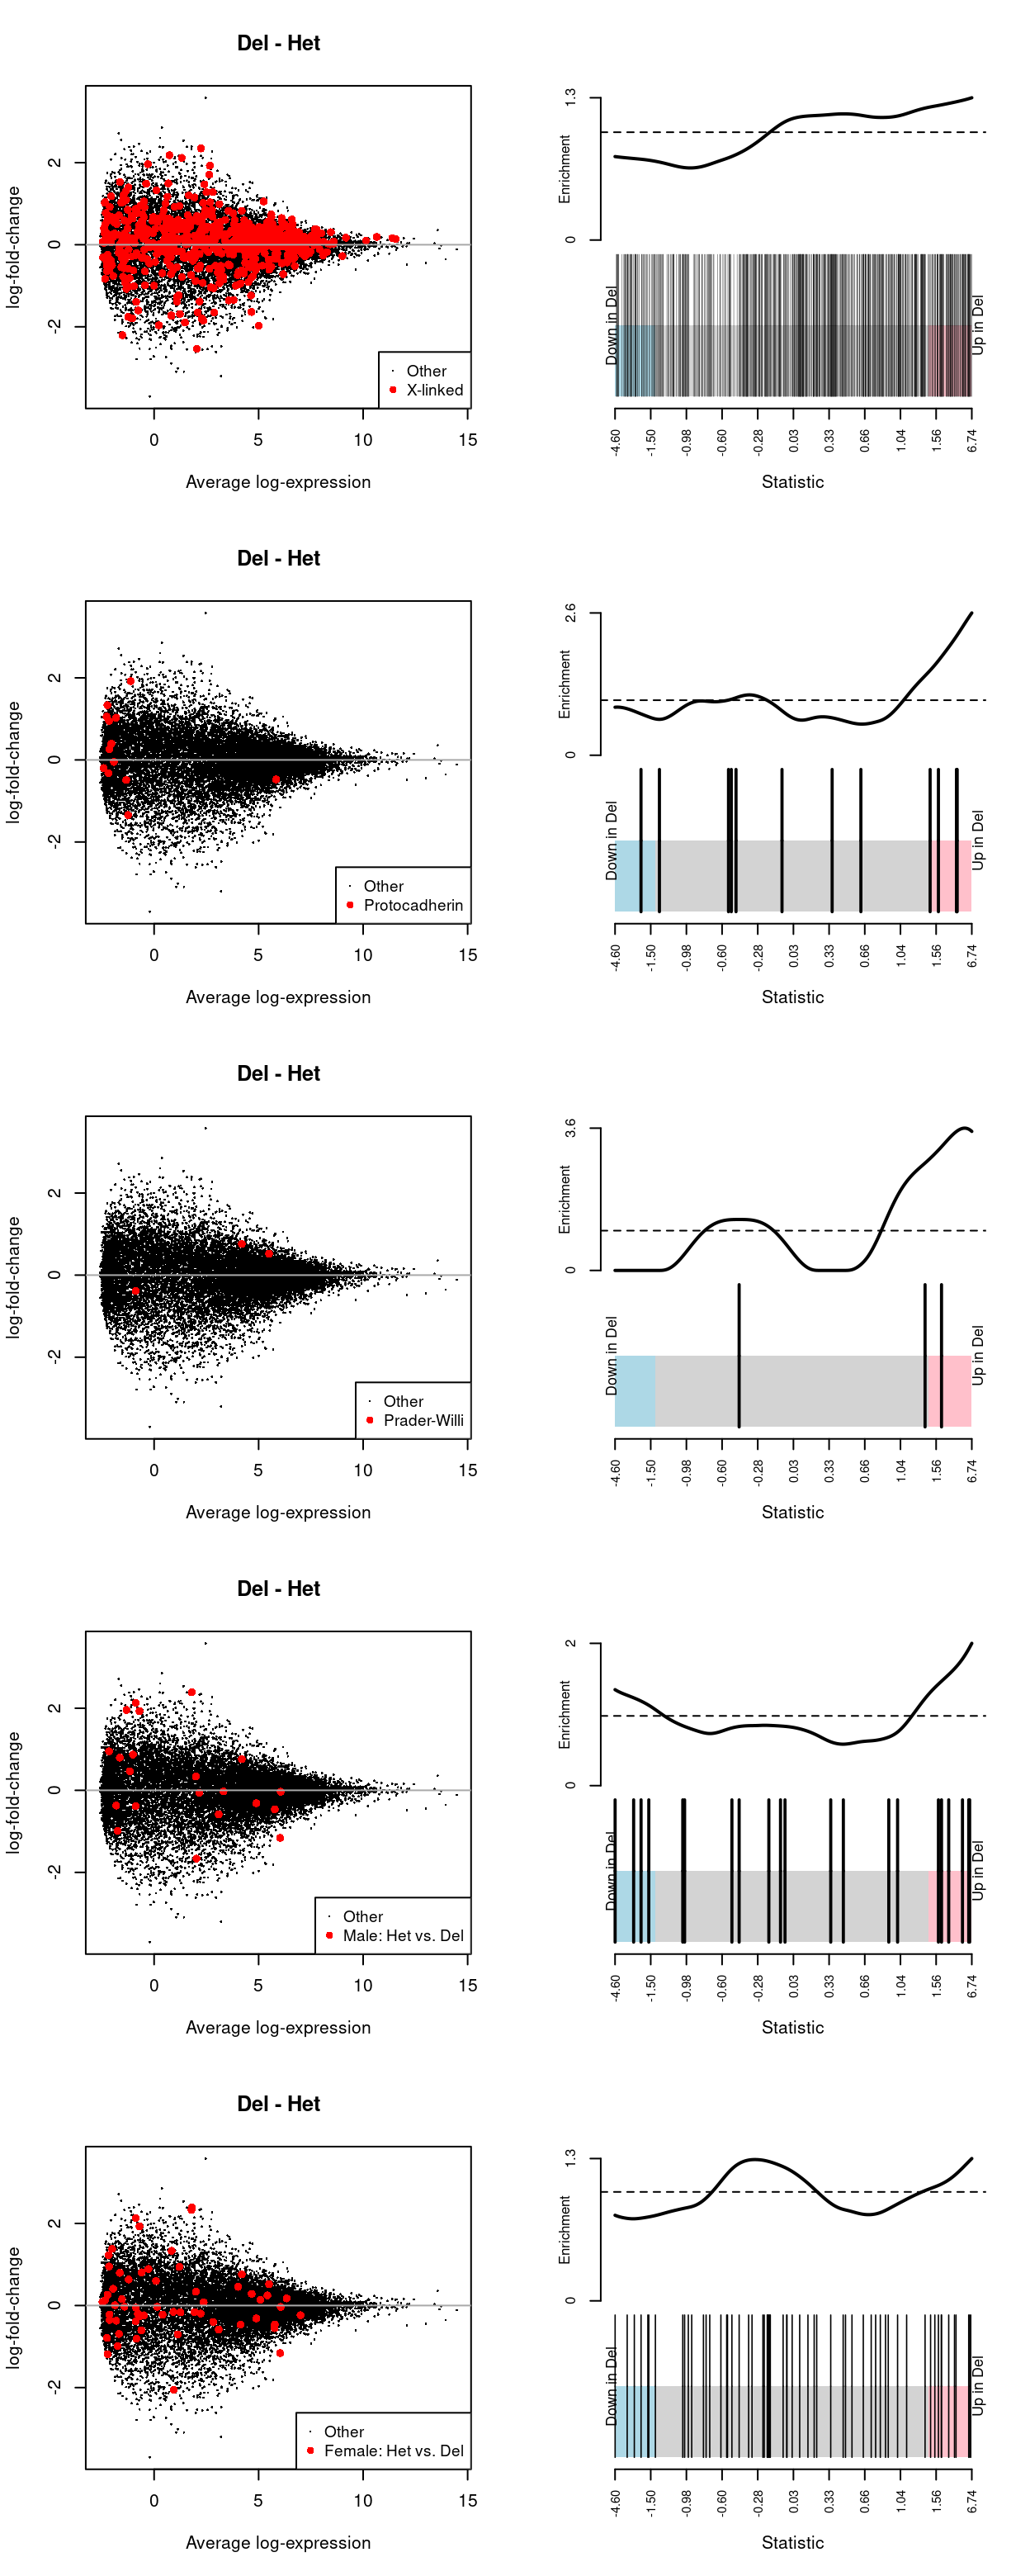 Del - Het
log-fold-change
2
0
-2
Other
X-linked
0 5 10 15
Average log-expression
Enrichment
1.3
0
Down in Del
Up in Del
-4.60 -1.50 -0.98 -0.60 -0.28 0.03 0.33 0.66 1.04 1.56 6.74
Statistic
Del - Het
log-fold-change
2
0
-2
Other
Protocadherin
0 5 10 15
Average log-expression
Enrichment
2.6
0
Down in Del
Up in Del
-4.60 -1.50 -0.98 -0.60 -0.28 0.03 0.33 0.66 1.04 1.56 6.74
Statistic
Del - Het
log-fold-change
2
0
-2
Other
Prader-Willi
0 5 10 15
Average log-expression
Enrichment
3.6
0
Down in Del
Up in Del
-4.60 -1.50 -0.98 -0.60 -0.28 0.03 0.33 0.66 1.04 1.56 6.74
Statistic
Del - Het
log-fold-change
2
0
-2
Other
Male: Het vs. Del
0 5 10 15
Average log-expression
Enrichment
2
0
Down in Del
Up in Del
-4.60 -1.50 -0.98 -0.60 -0.28 0.03 0.33 0.66 1.04 1.56 6.74
Statistic
Del - Het
log-fold-change
2
0
-2
Other
Female: Het vs. Del
0 5 10 15
Average log-expression
Enrichment
1.3
0
Down in Del
Up in Del
-4.60 -1.50 -0.98 -0.60 -0.28 0.03 0.33 0.66 1.04 1.56 6.74
Statistic